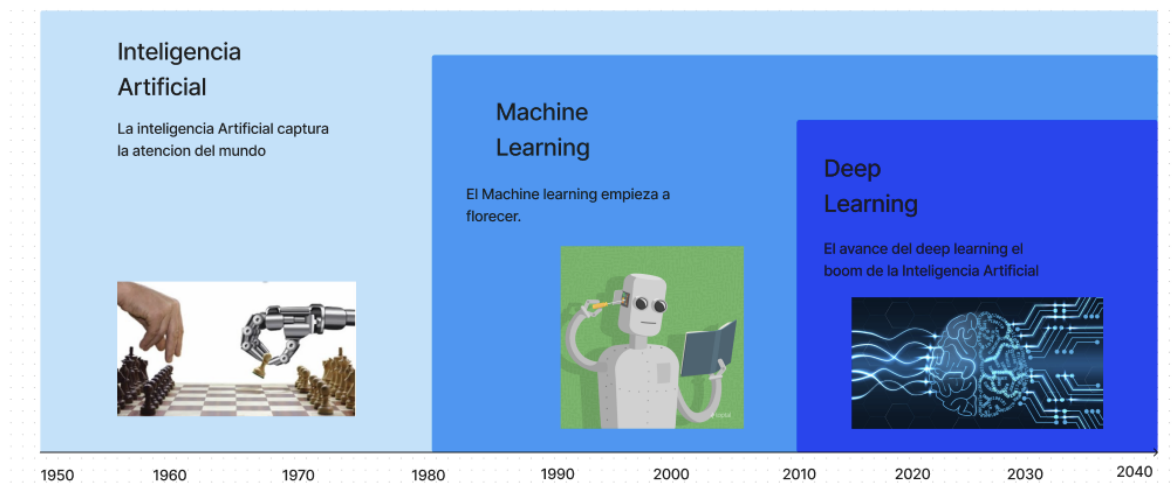 Inteligencia
Artificial
La inteligencia Artificial captura
la atencion del mundo
Machine
Learning
El Machine learning empieza a
florecer.
Deep
Learning
El avance del deep learning el
boom de la Inteligencia Artificial
1950 1960 1970 1980 1990 2000 2010 2020 2030 2040